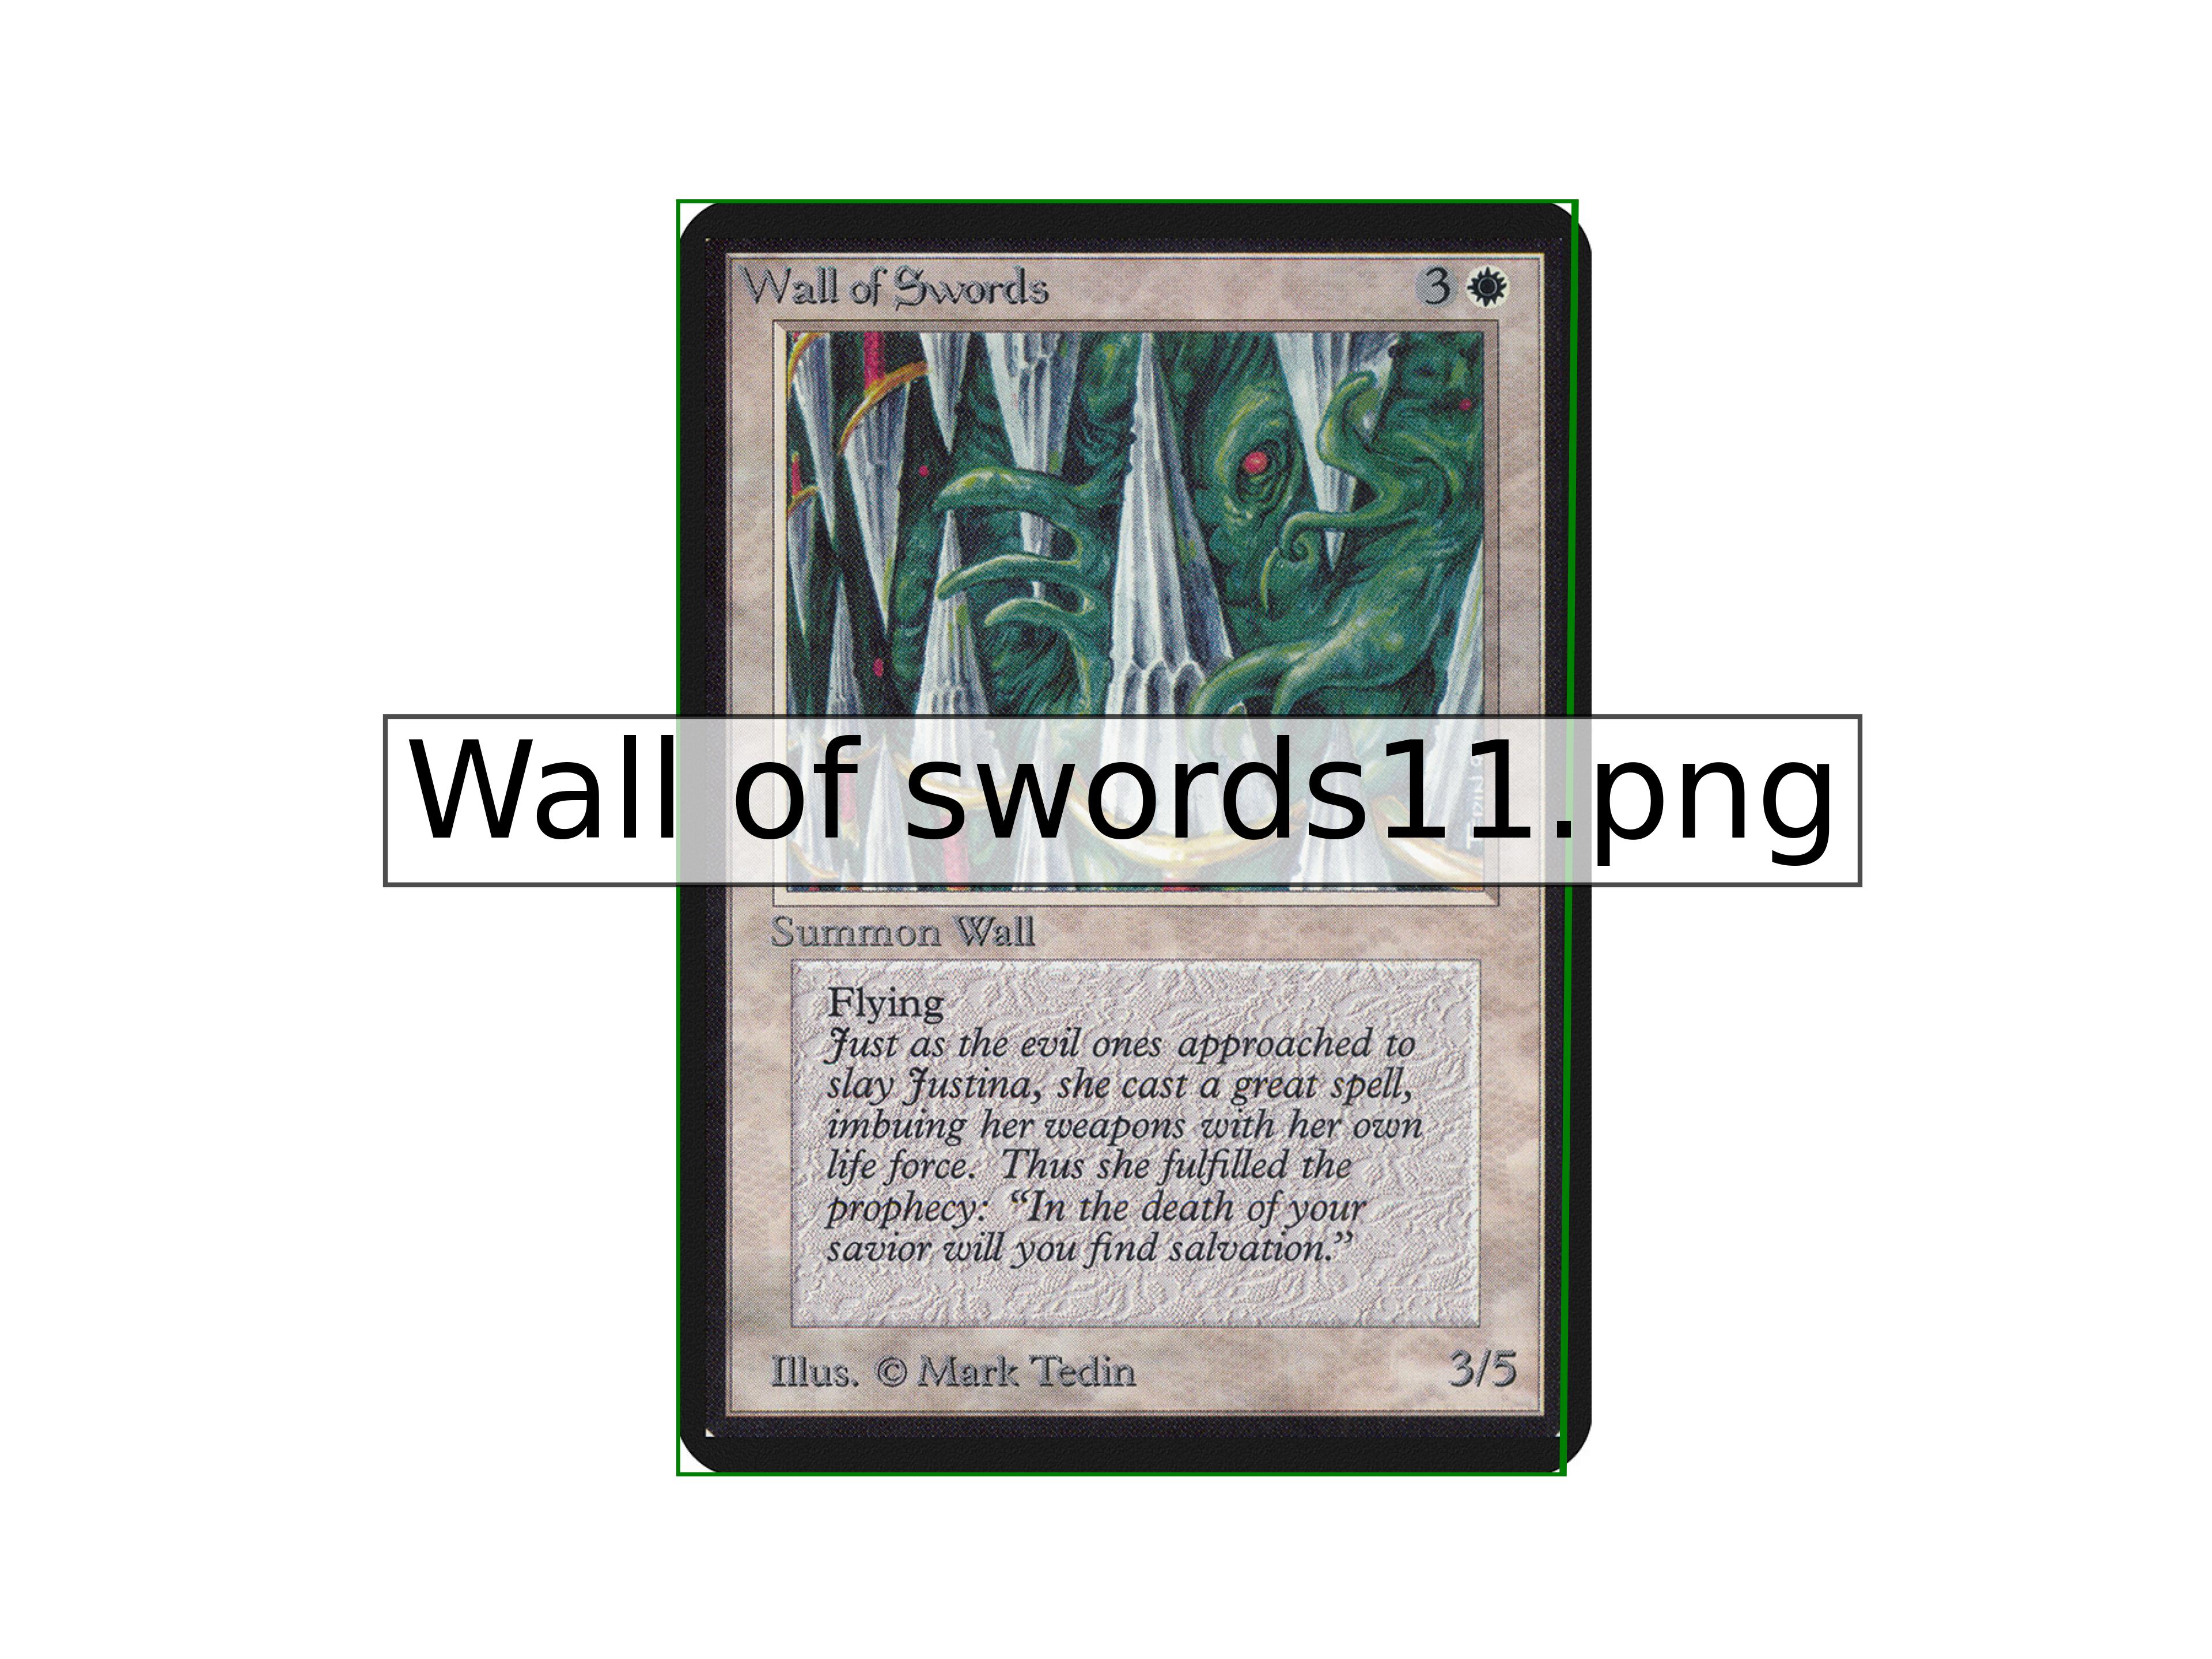 Wall of Swords 3
Wall of swords11.png
Summon Wall
Flying
Just as the evil ones approached to
slay Justina, she cast a great spell,
imbuing her weapons with her own
life force. Thus she fulfilled the
prophecy: “In the death of your
savior will you find salvation.”
Illus. © Mark Tedin 3/5